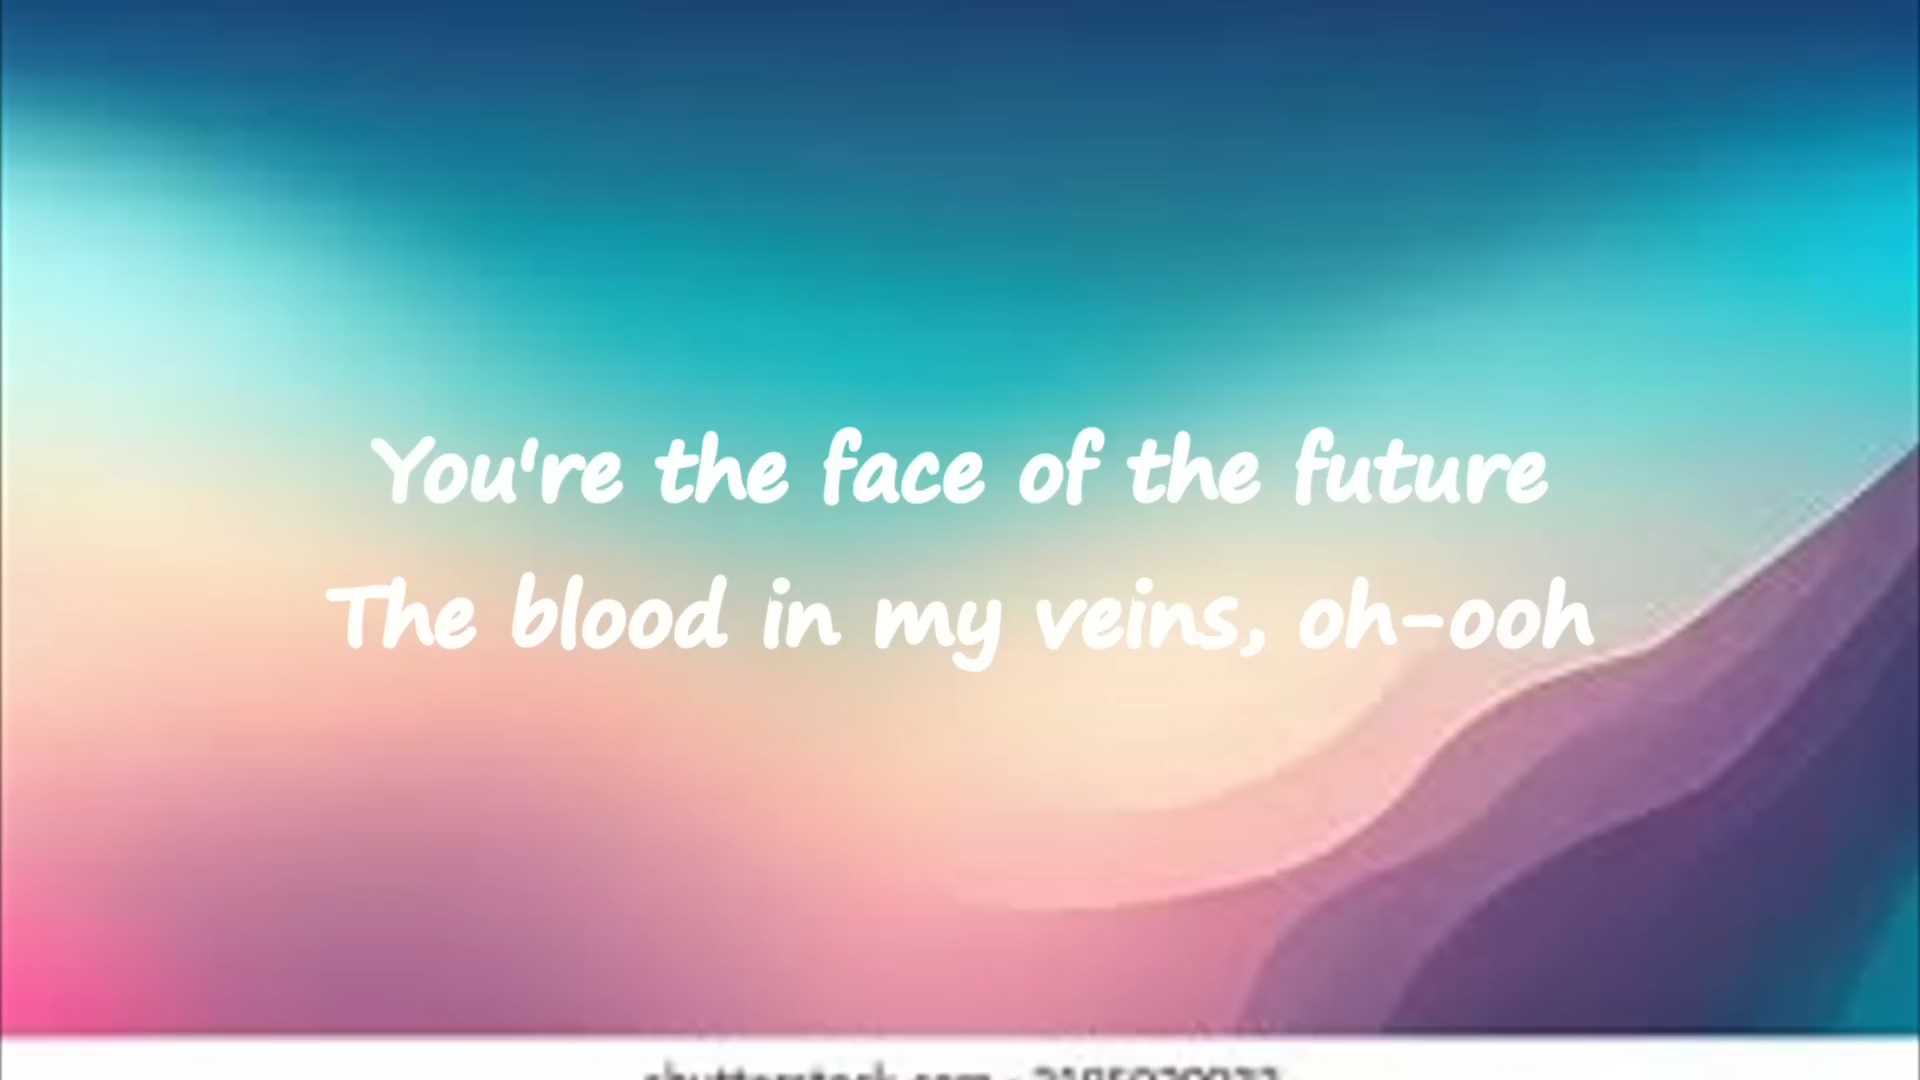 You're the face of the future
The blood in my veins, oh-ooh